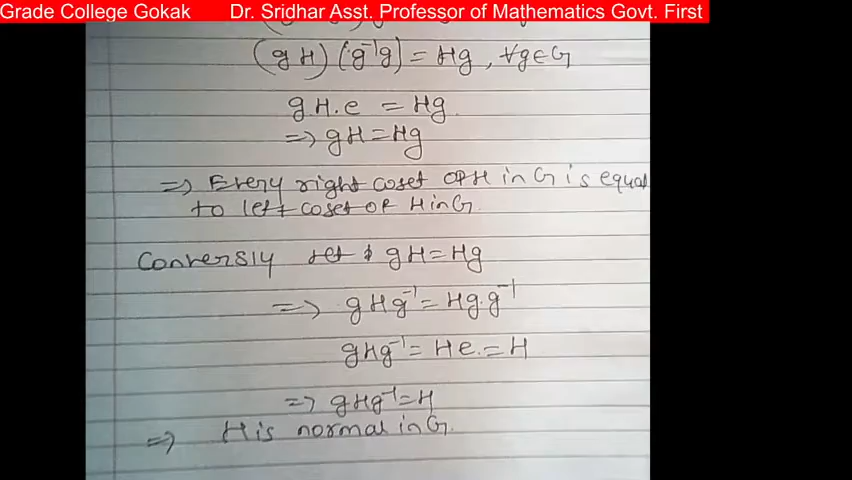 Grade College Gokak Dr. Sridhar Asst. Professor of Mathematics Govt. First
(gH) (g⁻¹g) = Hg, ∀g∈G
g.H.e = Hg.
=> gH = Hg
=> Every right coset of H in G is equal
to left coset of H in G.
Conversly let gH = Hg
=> gHg⁻¹ = Hg.g⁻¹
gHg⁻¹ = He. = H
=> gHg⁻¹ = H
=> H is normal in G.